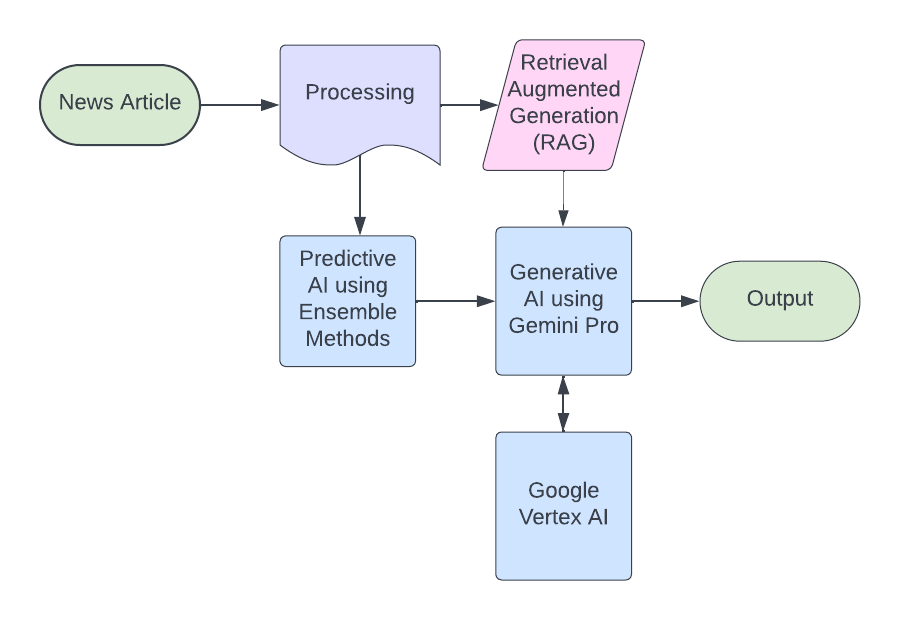 News Article
Processing
Retrieval
Augmented
Generation
(RAG)
Predictive
AI using
Ensemble
Methods
Generative
AI using
Gemini Pro
Output
Google
Vertex AI